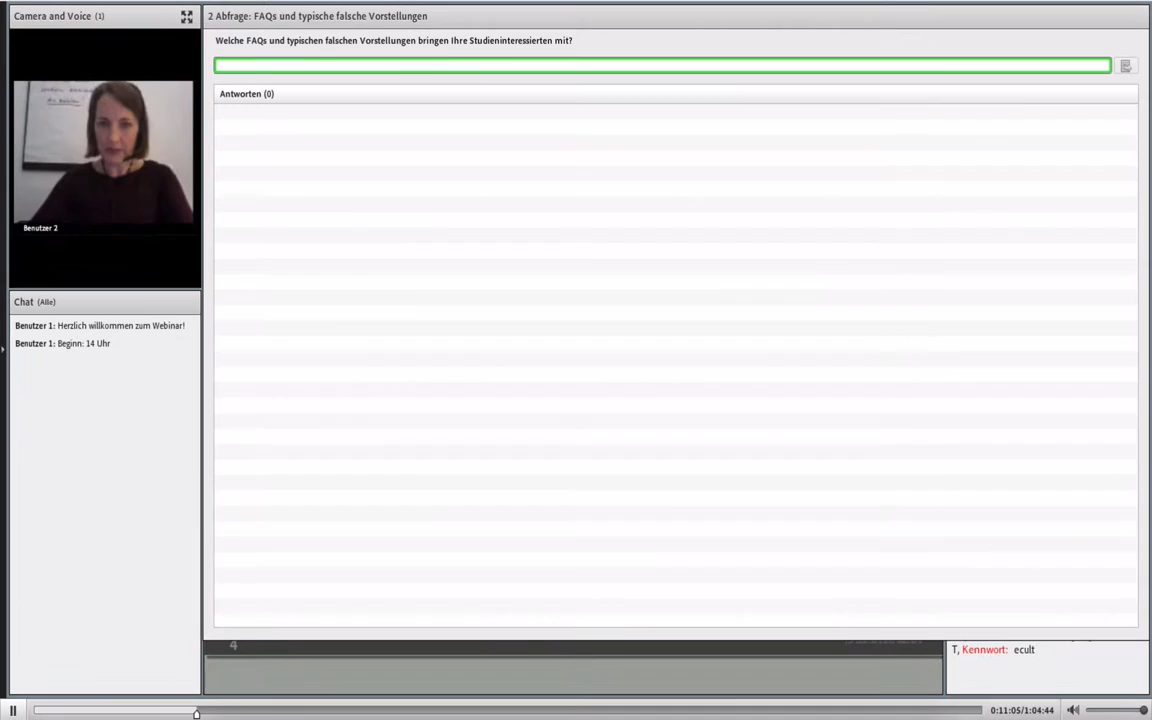 Camera and Voice (1)
2 Abfrage: FAQs und typische falsche Vorstellungen
Welche FAQs und typischen falschen Vorstellungen bringen Ihre Studieninteressierten mit?
Antworten (0)
Benutzer 2
Chat (Alle)
Benutzer 1: Herzlich willkommen zum Webinar!
Benutzer 1: Beginn: 14 Uhr
4
T, Kennwort: ecult
0:11:05/1:04:44